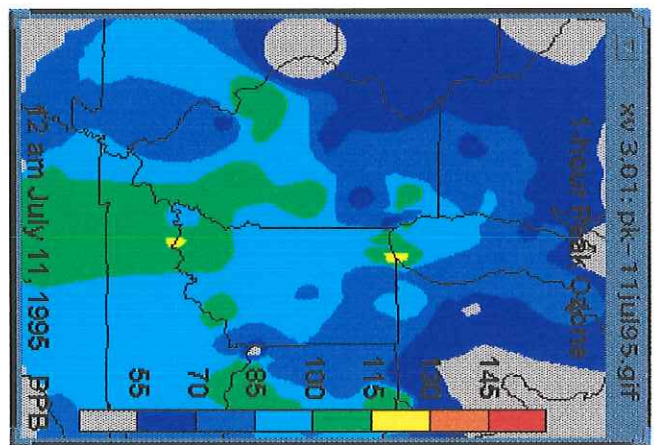 xv 3.01: pk-11jul95.gif
1-hour Peak Ozone
55 70 85 100 115 130 145
12 am July 11, 1995 PPB